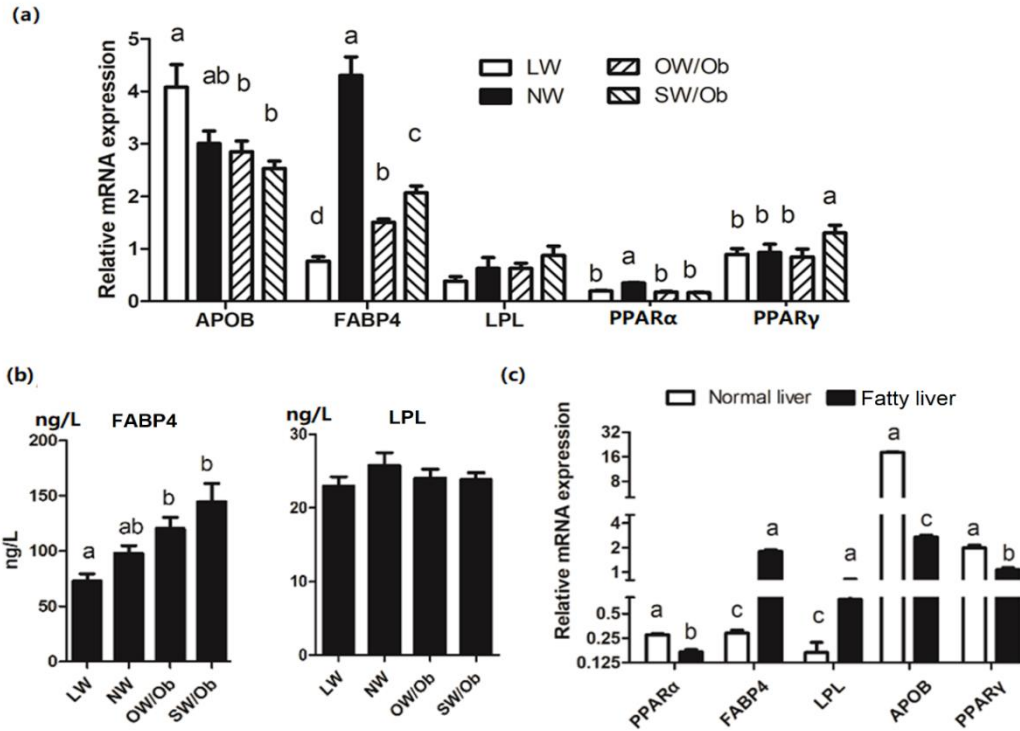 (a)
Relative mRNA expression
5
4
3
2
1
0
LW
NW
OW/Ob
SW/Ob
a
ab
b
b
d
a
b
c
b
a
b
b
b
b
b
a
APOB
FABP4
LPL
PPARα
PPARγ
(b)
ng/L
FABP4
ng/L
200
150
100
50
0
a
ab
b
b
LW
NW
OW/Ob
SW/Ob
ng/L
LPL
30
20
10
0
LW
NW
OW/Ob
SW/Ob
(c)
Normal liver
Fatty liver
Relative mRNA expression
32
16
8
4
2
1
0.5
0.25
0.125
a
b
c
a
c
a
a
c
a
b
PPARα
FABP4
LPL
APOB
PPARγ